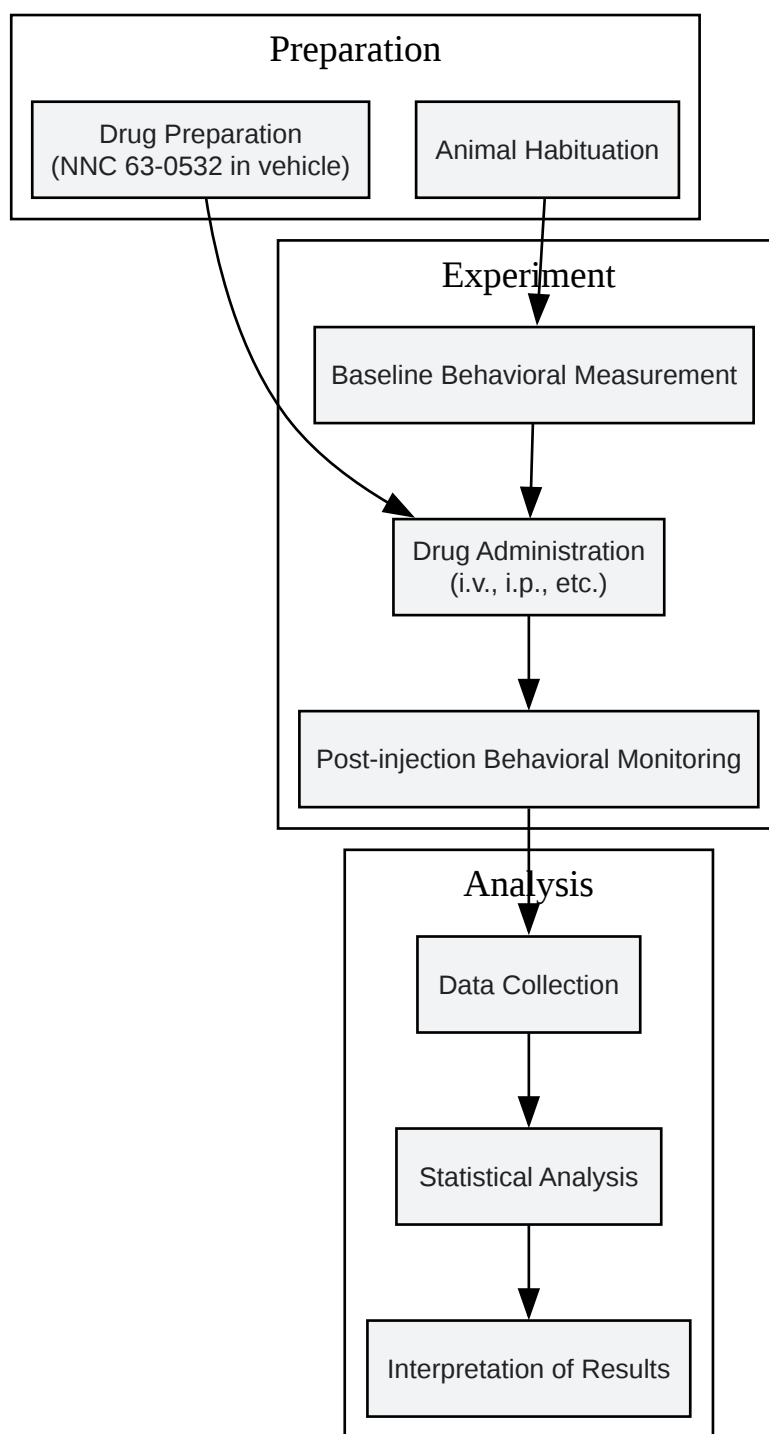 Preparation
Drug Preparation
(NNC 63-0532 in vehicle)
Animal Habituation
Experiment
Baseline Behavioral Measurement
Drug Administration
(i.v., i.p., etc.)
Post-injection Behavioral Monitoring
Analysis
Data Collection
Statistical Analysis
Interpretation of Results